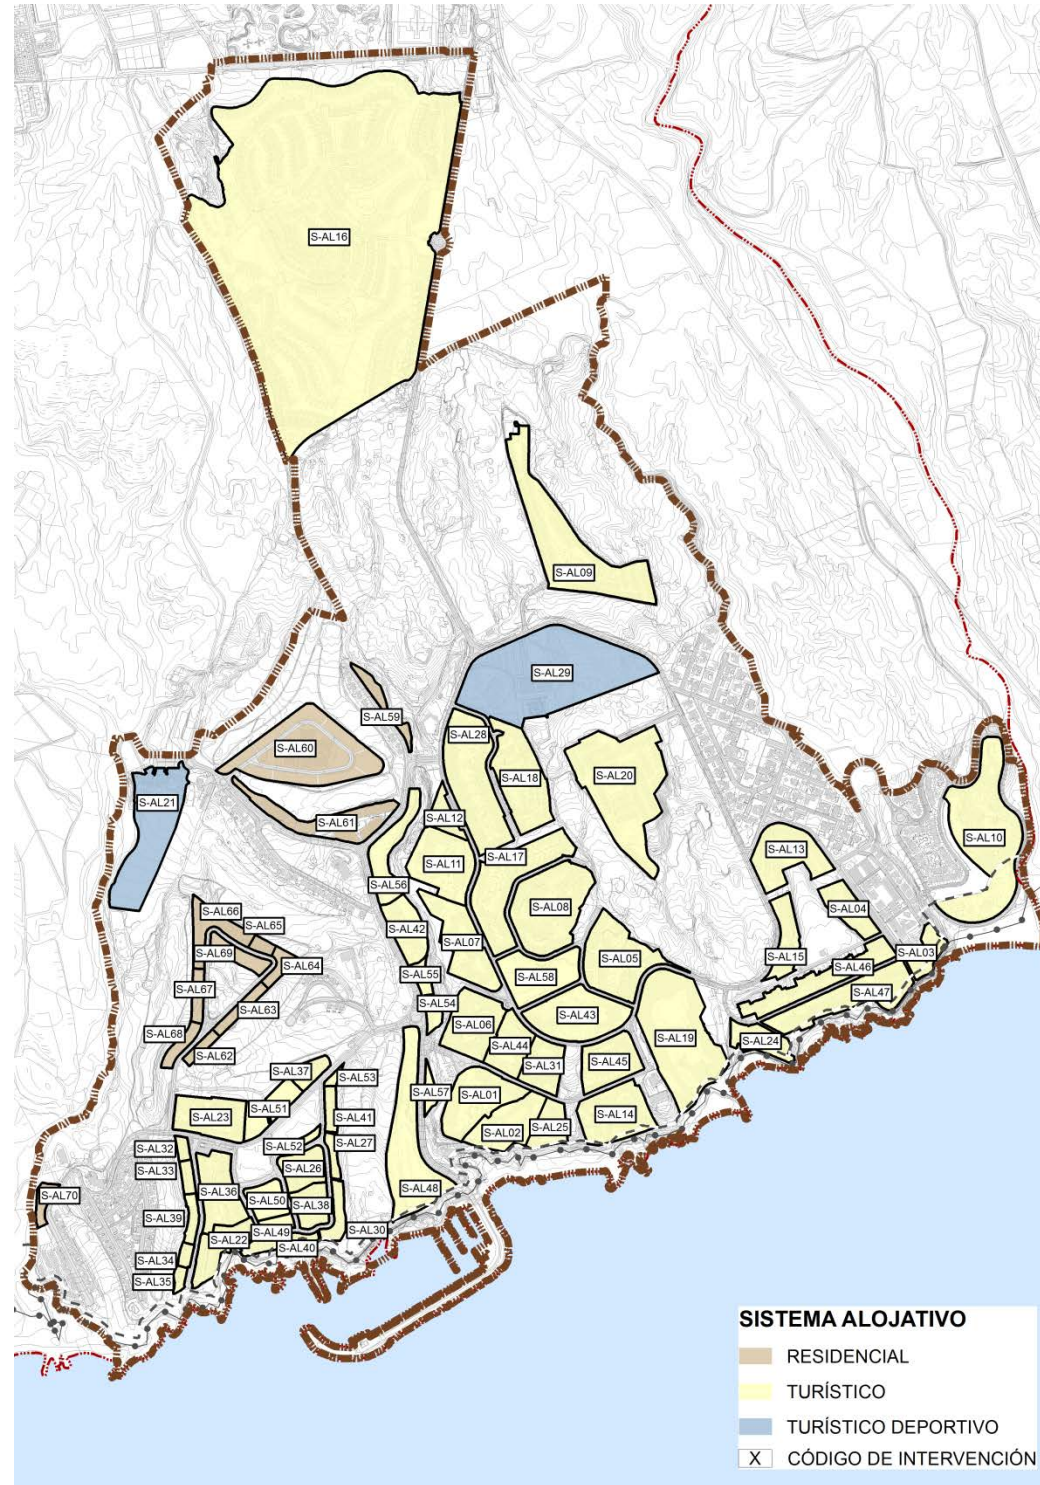 S-AL16
S-AL09
S-AL29
S-AL59
S-AL28
S-AL60
S-AL20
S-AL18
S-AL21
S-AL12
S-AL61
S-AL10
S-AL13
S-AL17
S-AL11
S-AL56
S-AL08
S-AL04
S-AL66
S-AL65
S-AL42
S-AL07
S-AL03
S-AL69
S-AL05
S-AL15
S-AL64
S-AL46
S-AL55
S-AL58
S-AL67
S-AL47
S-AL54
S-AL63
S-AL43
S-AL06
S-AL68
S-AL19
S-AL24
S-AL44
S-AL62
S-AL45
S-AL31
S-AL37
S-AL53
S-AL57
S-AL01
S-AL51
S-AL23
S-AL41
S-AL14
S-AL25
S-AL02
S-AL52
S-AL27
S-AL32
S-AL26
S-AL33
S-AL36
S-AL70
S-AL50
S-AL38
S-AL48
S-AL39
S-AL49
S-AL30
S-AL22
S-AL40
S-AL34
S-AL35
SISTEMA ALOJATIVO
RESIDENCIAL
TURÍSTICO
TURÍSTICO DEPORTIVO
X CÓDIGO DE INTERVENCIÓN